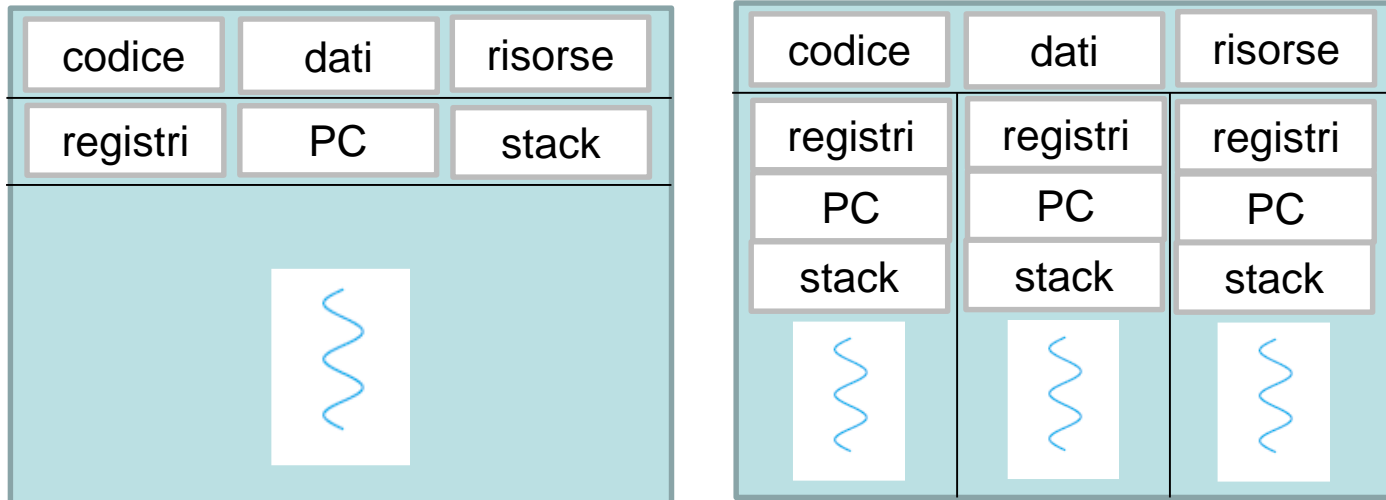 codice dati risorse
registri PC stack
codice dati risorse
registri registri registri
PC PC PC
stack stack stack